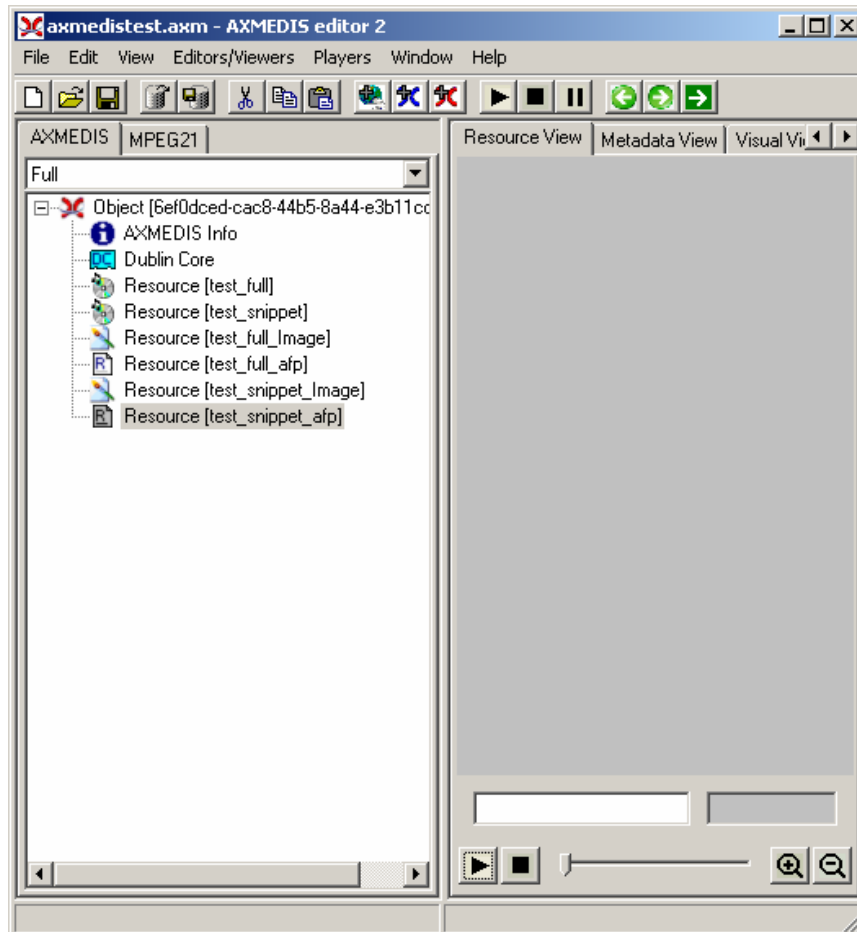 axmedistest.axm - AXMEDIS editor 2
File Edit View Editors/Viewers Players Window Help
AXMEDIS MPEG21
Resource View Metadata View Visual
Full
Object [6ef0dced-cac8-44b5-8a44-e3b11cc
AXMEDIS Info
DC Dublin Core
Resource [test_full]
Resource [test_snippet]
Resource [test_full_Image]
R Resource [test_full_afp]
Resource [test_snippet_Image]
R Resource [test_snippet_afp]